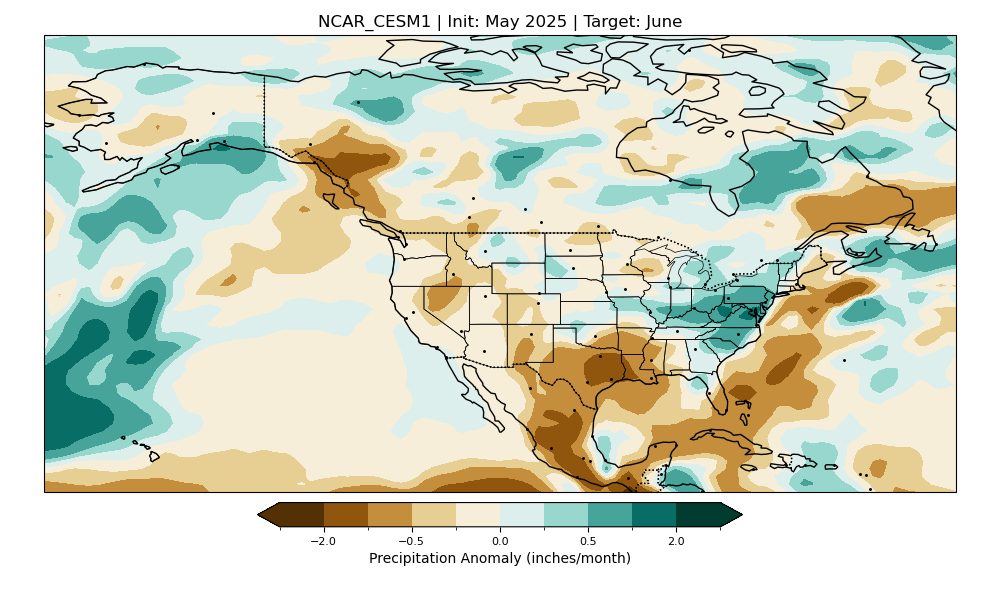 NCAR_CESM1 | Init: May 2025 | Target: June
−2.0 −0.5 0.0 0.5 2.0
Precipitation Anomaly (inches/month)